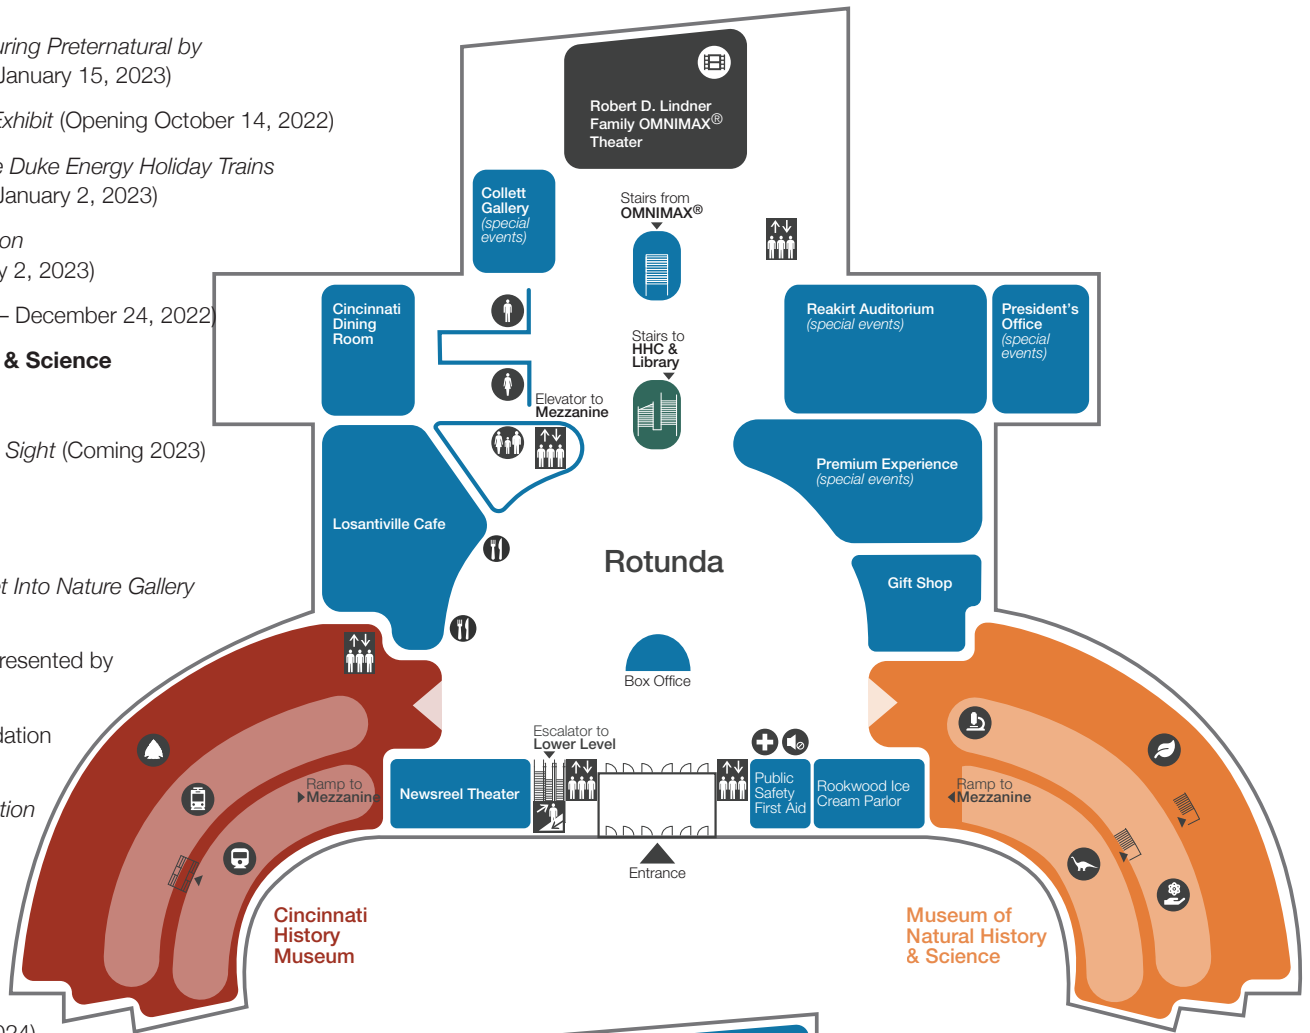 uring Preternatural by
January 15, 2023)
Exhibit (Opening October 14, 2022)
e Duke Energy Holiday Trains
January 2, 2023)
on
y 2, 2023)
– December 24, 2022)
& Science
Sight (Coming 2023)
t Into Nature Gallery
resented by
dation
tion
024)
Robert D. Lindner
Family OMNIMAX®
Theater
Collett
Gallery
(special
events)
Stairs from
OMNIMAX®
Cincinnati
Dining
Room
Stairs to
HHC &
Library
Reakirt Auditorium
(special events)
President's
Office
(special
events)
Elevator to
Mezzanine
Premium Experience
(special events)
Losantiville Cafe
Rotunda
Gift Shop
Box Office
Escalator to
Lower Level
Ramp to
Mezzanine
Newsreel Theater
Public
Safety
First Aid
Rookwood Ice
Cream Parlor
Ramp to
Mezzanine
Entrance
Cincinnati
History
Museum
Museum of
Natural History
& Science